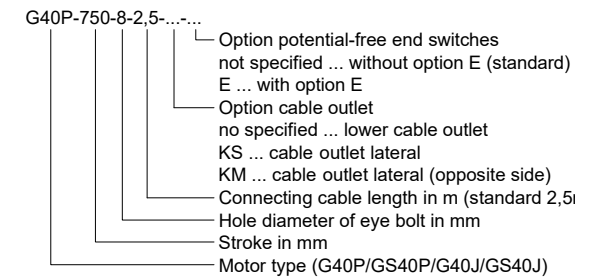 G40P-750-8-2,5-...-...
Option potential-free end switches
not specified ... without option E (standard)
E ... with option E
Option cable outlet
no specified ... lower cable outlet
KS ... cable outlet lateral
KM ... cable outlet lateral (opposite side)
Connecting cable length in m (standard 2,5
Hole diameter of eye bolt in mm
Stroke in mm
Motor type (G40P/GS40P/G40J/GS40J)